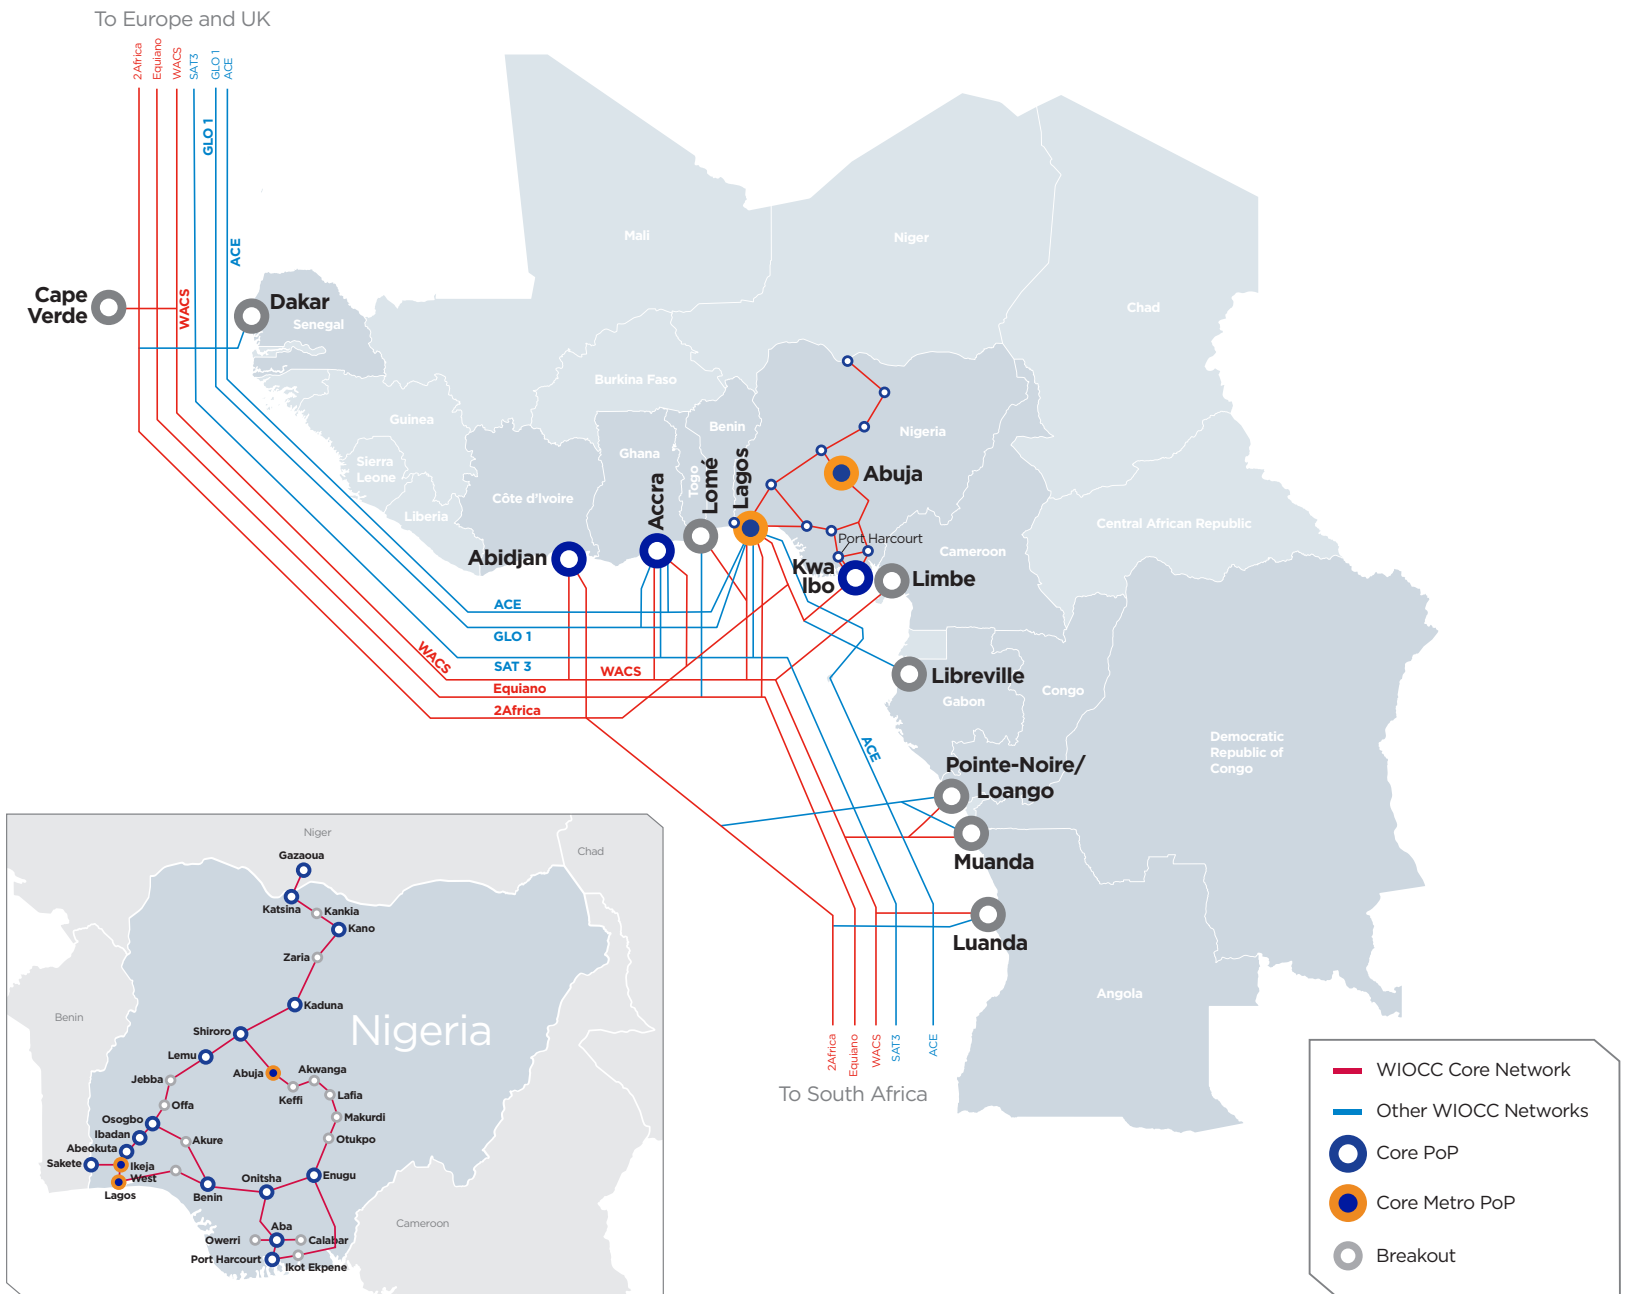 To Europe and UK
2Africa
Equiano
WACS
SAT3
GLO 1
ACE
GLO 1
ACE
WACS
Cape
Verde
Dakar
Senegal
Mali
Niger
Chad
Burkina Faso
Guinea
Sierra
Leone
Liberia
Côte d'Ivoire
Ghana
Togo
Benin
Nigeria
Cameroon
Central African Republic
Abidjan
Accra
Lomé
Lagos
Abuja
Port Harcourt
Kwa
Ibo
Limbe
ACE
GLO 1
WACS
SAT 3
WACS
Equiano
2Africa
Libreville
Gabon
Congo
Democratic
Republic of
Congo
ACE
Pointe-Noire/
Loango
Muanda
Luanda
Angola
2Africa
Equiano
WACS
SAT3
ACE
To South Africa
Niger
Chad
Gazaoua
Katsina
Kankia
Kano
Zaria
Kaduna
Nigeria
Benin
Shiroro
Lemu
Abuja
Akwanga
Keffi
Jebba
Lafia
Offa
Makurdi
Osogbo
Ibadan
Akure
Otukpo
Abeokuta
Sakete
Ikeja
West
Lagos
Benin
Onitsha
Enugu
Aba
Owerri
Calabar
Port Harcourt
Ikot Ekpene
Cameroon
WIOCC Core Network
Other WIOCC Networks
Core PoP
Core Metro PoP
Breakout